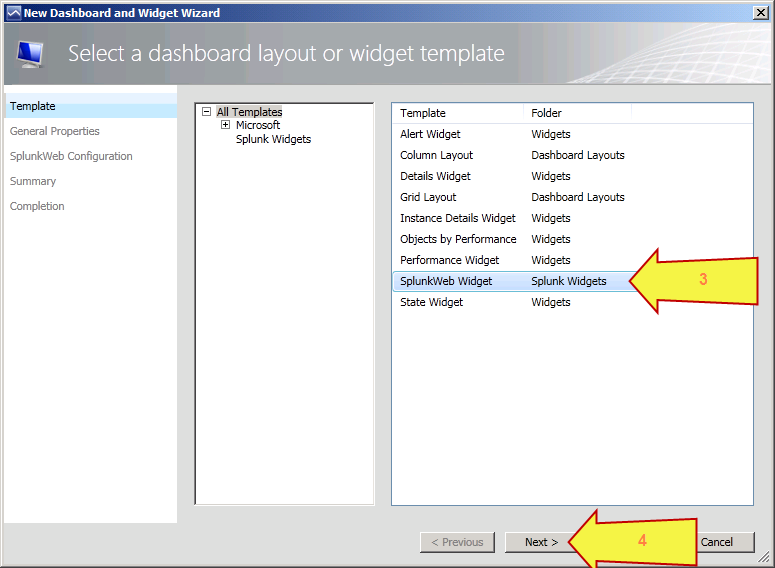 New Dashboard and Widget Wizard
Select a dashboard layout or widget template
Template
General Properties
SplunkWeb Configuration
Summary
Completion
All Templates
Microsoft
Splunk Widgets
Template Folder
Alert Widget Widgets
Column Layout Dashboard Layouts
Details Widget Widgets
Grid Layout Dashboard Layouts
Instance Details Widget Widgets
Objects by Performance Widgets
Performance Widget Widgets
SplunkWeb Widget Splunk Widgets 3
State Widget Widgets
< Previous Next > 4 Cancel